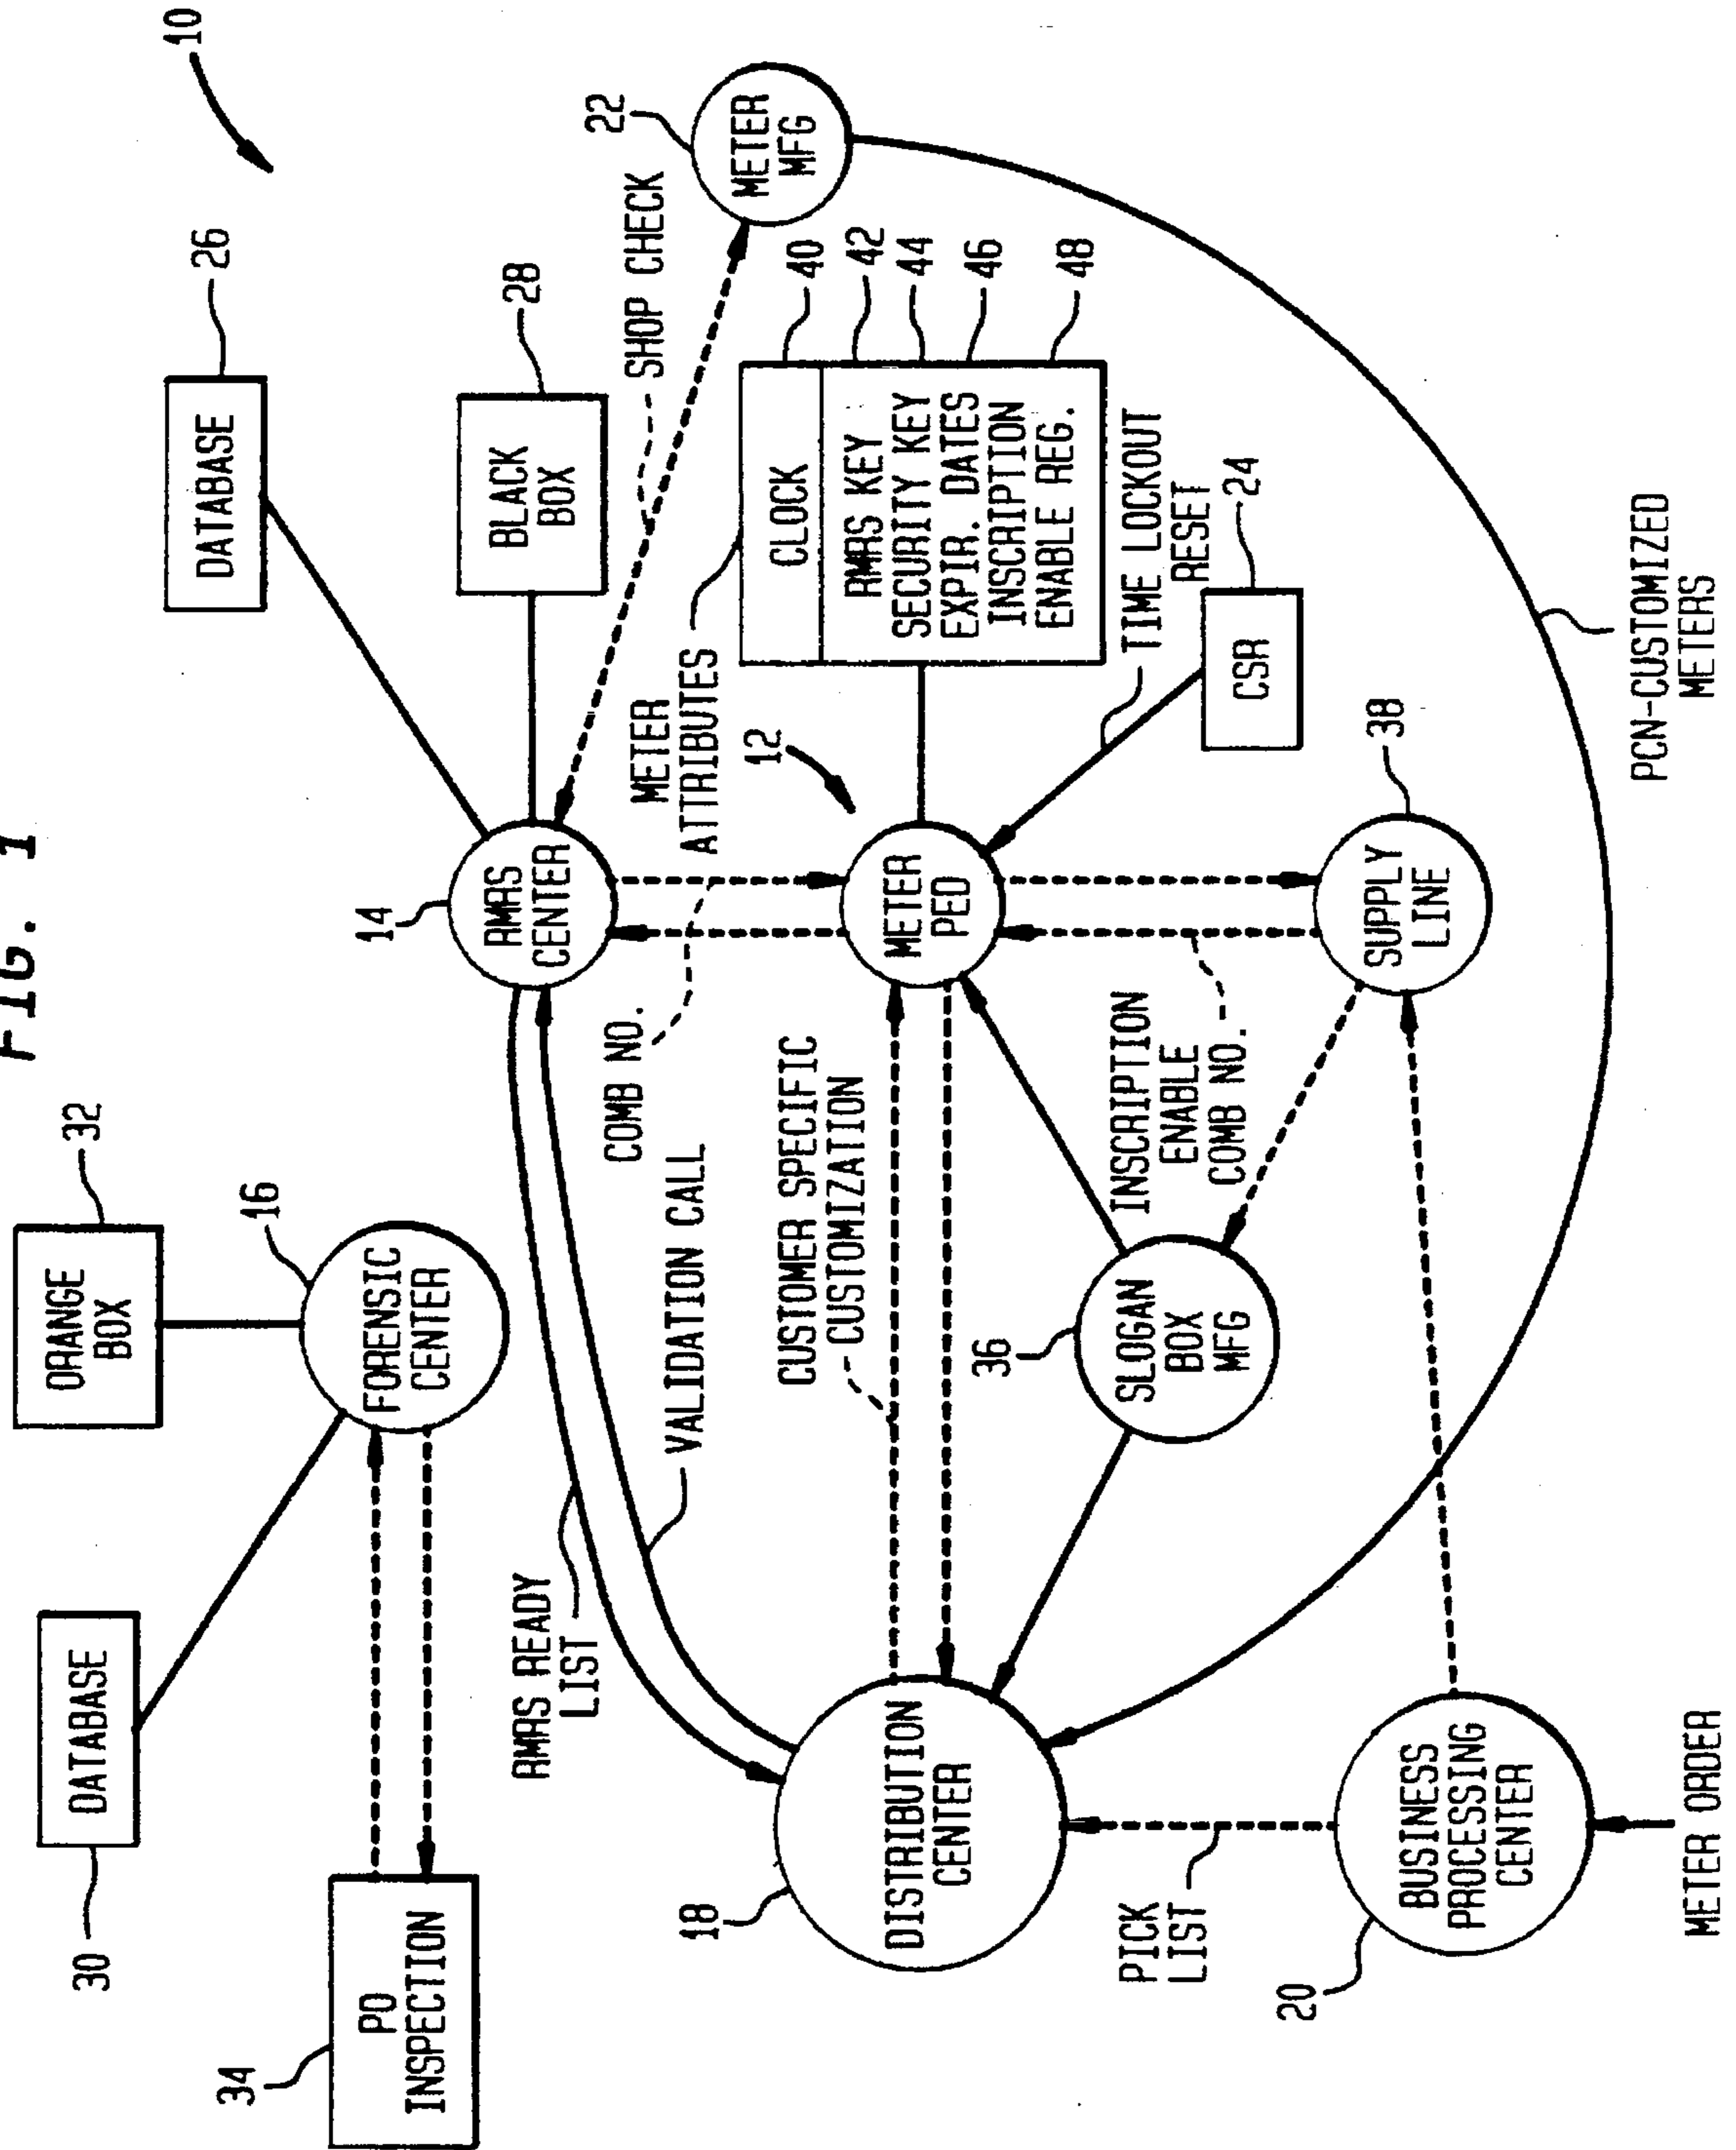 FIG. 1
10
DATABASE
30
ORANGE
BOX
32
DATABASE
26
PO
INSPECTION
34
FORENSIC
CENTER
16
BLACK
BOX
28
RMRS
CENTER
14
SHOP CHECK
METER
MFG
22
RMRS READY
LIST
VALIDATION CALL
COMB NO.
METER
ATTRIBUTES
CLOCK
40
RMRS KEY
42
SECURITY KEY
44
EXPIR. DATES
46
INSCRIPTION
ENABLE REG.
48
CUSTOMER SPECIFIC
CUSTOMIZATION
METER
PED
12
DISTRIBUTION
CENTER
18
TIME LOCKOUT
RESET
CSR
24
INSCRIPTION
ENABLE
COMB NO.
SLOGAN
BOX
MFG
36
SUPPLY
LINE
38
PICK
LIST
BUSINESS
PROCESSING
CENTER
20
METER ORDER
PCN-CUSTOMIZED
METERS